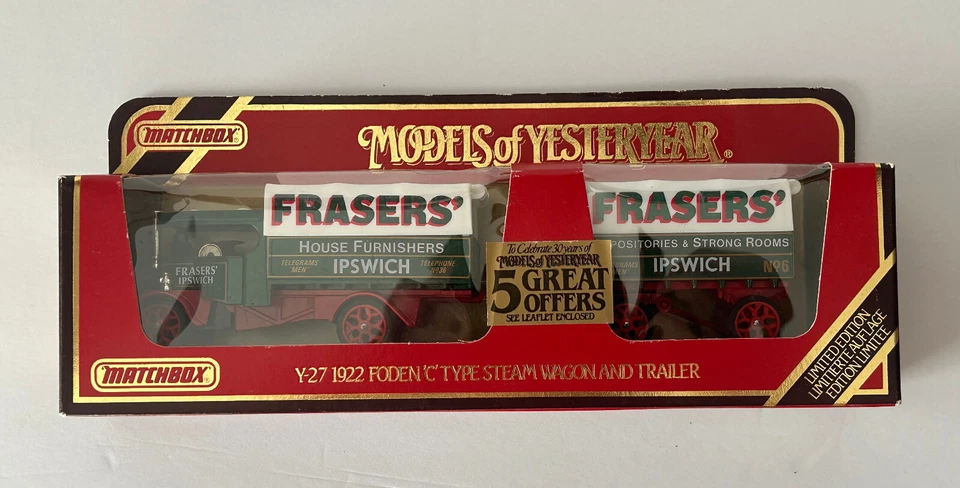 MATCHBOX
MODELS of YESTERYEAR®
FRASERS'
HOUSE FURNISHERS
TELEGRAMS "MEN" IPSWICH TELEPHONE Nº36
FRASERS'
IPSWICH
To Celebrate 30 years of
MODELS of YESTERYEAR
5 GREAT
OFFERS
SEE LEAFLET ENCLOSED
FRASERS'
POSITORIES & STRONG ROOMS
IPSWICH Nº6
MATCHBOX
Y-27 1922 FODEN 'C' TYPE STEAM WAGON AND TRAILER
LIMITED EDITION
LIMITIERTE AUFLAGE
EDITION LIMITÉE